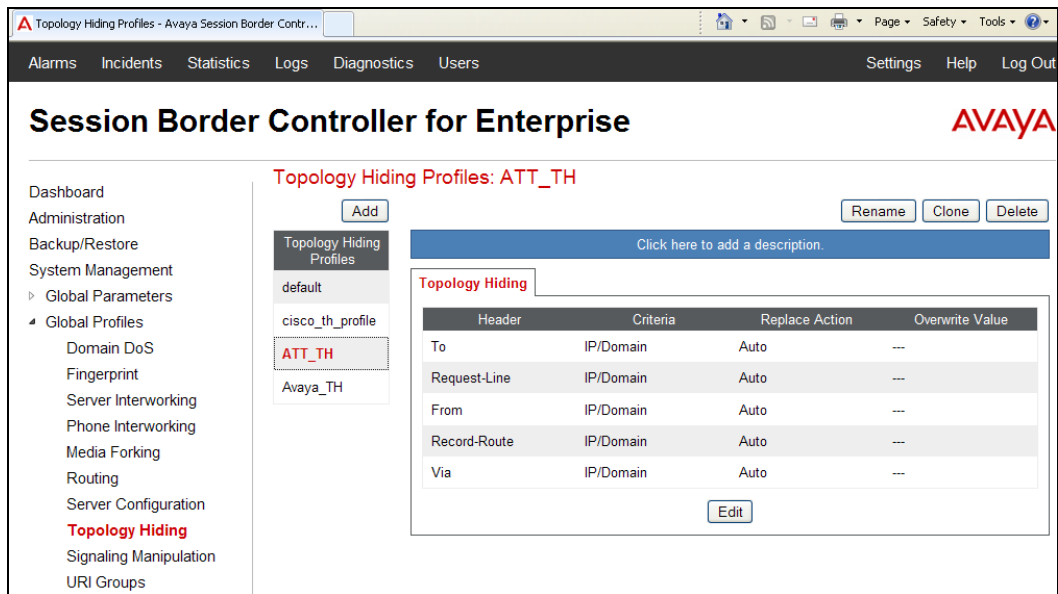 Topology Hiding Profiles - Avaya Session Border Contr...
Page Safety Tools
Alarms Incidents Statistics Logs Diagnostics Users Settings Help Log Out
Session Border Controller for Enterprise
AVAYA
Dashboard
Administration
Backup/Restore
System Management
Global Parameters
Global Profiles
Domain DoS
Fingerprint
Server Interworking
Phone Interworking
Media Forking
Routing
Server Configuration
Topology Hiding
Signaling Manipulation
URI Groups
Topology Hiding Profiles: ATT_TH
Add
Rename Clone Delete
Topology Hiding
Profiles
default
cisco_th_profile
ATT_TH
Avaya_TH
Click here to add a description.
Topology Hiding
Header Criteria Replace Action Overwrite Value
To IP/Domain Auto ---
Request-Line IP/Domain Auto ---
From IP/Domain Auto ---
Record-Route IP/Domain Auto ---
Via IP/Domain Auto ---
Edit